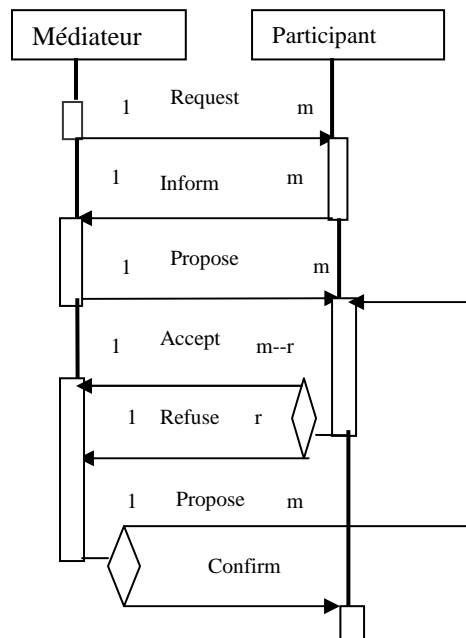 Médiateur Participant
1 Request m
1 Inform m
1 Propose m
1 Accept m--r
1 Refuse r
1 Propose m
Confirm